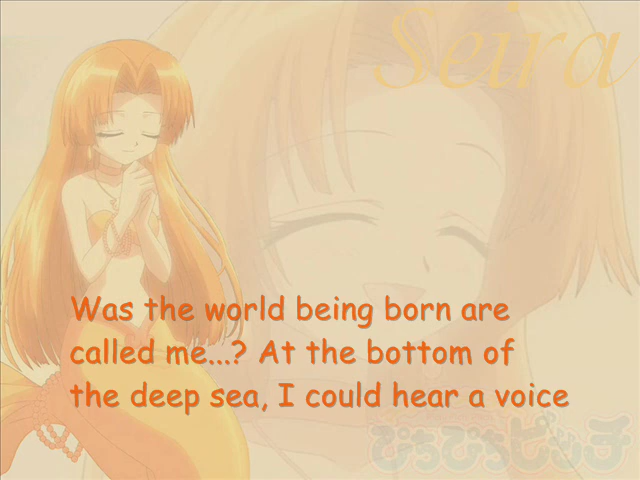 Seira
Was the world being born are
called me...? At the bottom of
the deep sea, I could hear a voice
ぴちぴちピッチ